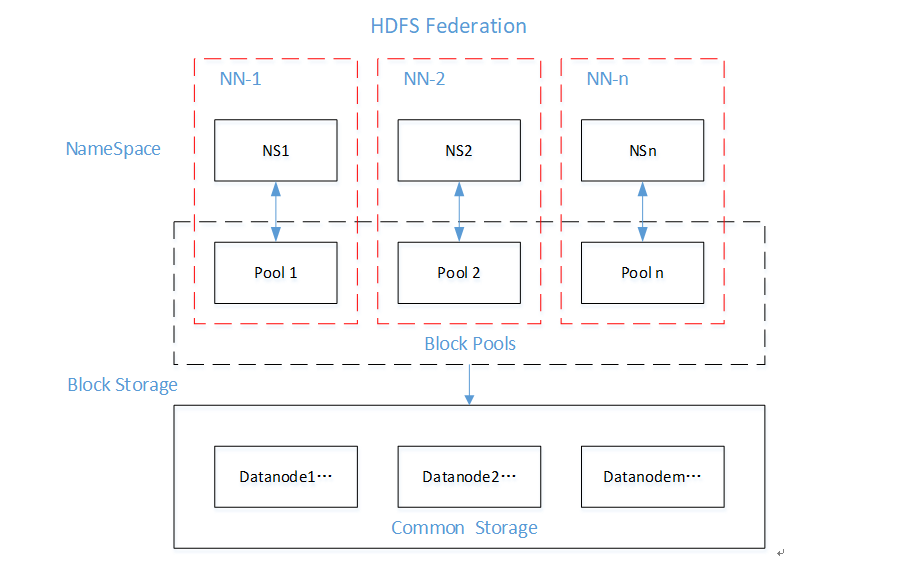 HDFS Federation
NN-1
NN-2
NN-n
NameSpace
NS1
NS2
NSn
Pool 1
Pool 2
Pool n
Block Pools
Block Storage
Datanode1···
Datanode2···
Datanodem···
Common Storage